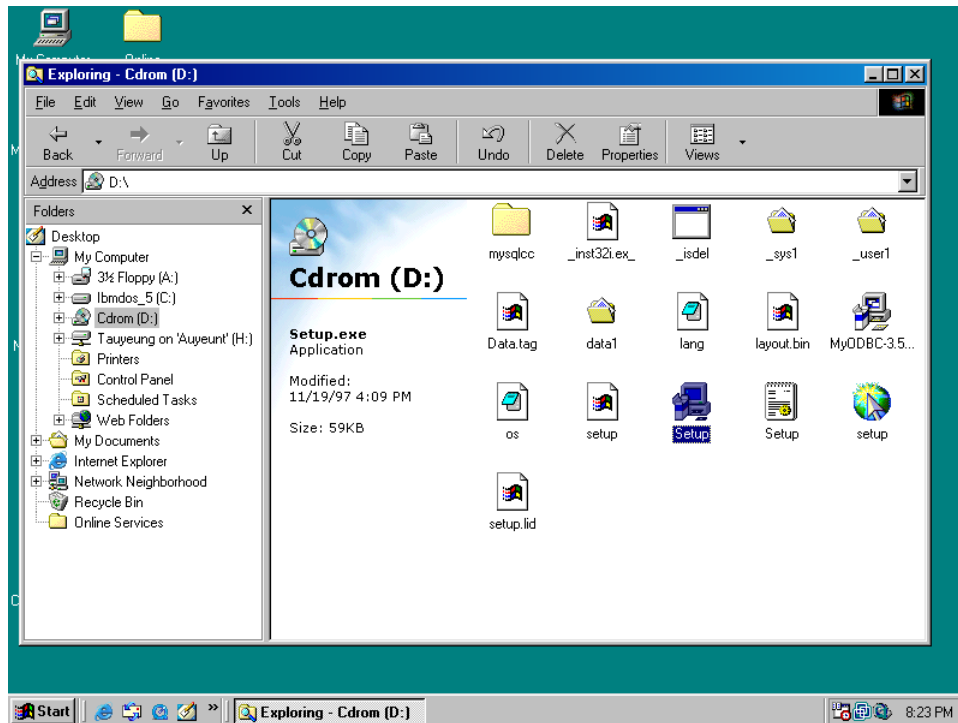 Exploring - Cdrom (D:)
File Edit View Go Favorites Tools Help
Back Forward Up Cut Copy Paste Undo Delete Properties Views
Address D:\
Folders
Desktop
My Computer
3½ Floppy (A:)
Ibmdos_5 (C:)
Cdrom (D:)
Tauyeung on 'Auyeunt' (H:)
Printers
Control Panel
Scheduled Tasks
Web Folders
My Documents
Internet Explorer
Network Neighborhood
Recycle Bin
Online Services
Cdrom (D:)
Setup.exe
Application
Modified:
11/19/97 4:09 PM
Size: 59KB
mysqlcc _inst32i.ex_ _isdel _sys1 _user1
Data.tag data1 lang layout.bin MyODBC-3.5...
os setup Setup Setup setup
setup.lid
Start » Exploring - Cdrom (D:) 8:23 PM